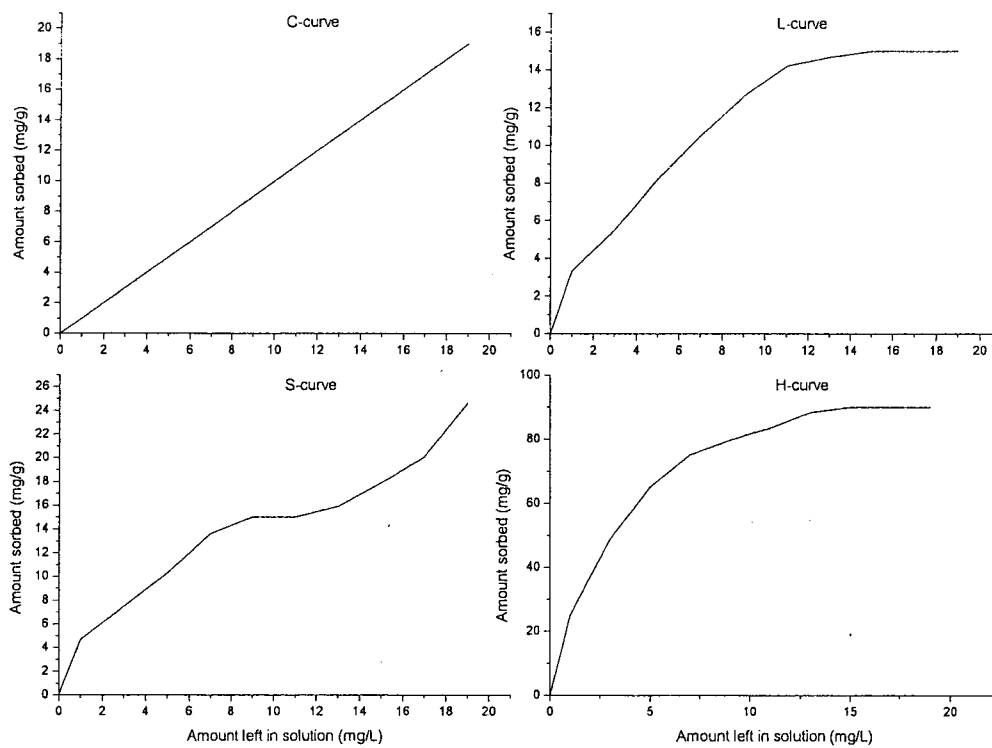 C-curve
Amount sorbed (mg/g)
20
18
16
14
12
10
8
6
4
2
0
0 2 4 6 8 10 12 14 16 18 20
L-curve
Amount sorbed (mg/g)
16
14
12
10
8
6
4
2
0
0 2 4 6 8 10 12 14 16 18 20
S-curve
Amount sorbed (mg/g)
26
24
22
20
18
16
14
12
10
8
6
4
2
0
0 2 4 6 8 10 12 14 16 18 20
Amount left in solution (mg/L)
H-curve
Amount sorbed (mg/g)
100
80
60
40
20
0
0 5 10 15 20
Amount left in solution (mg/L)